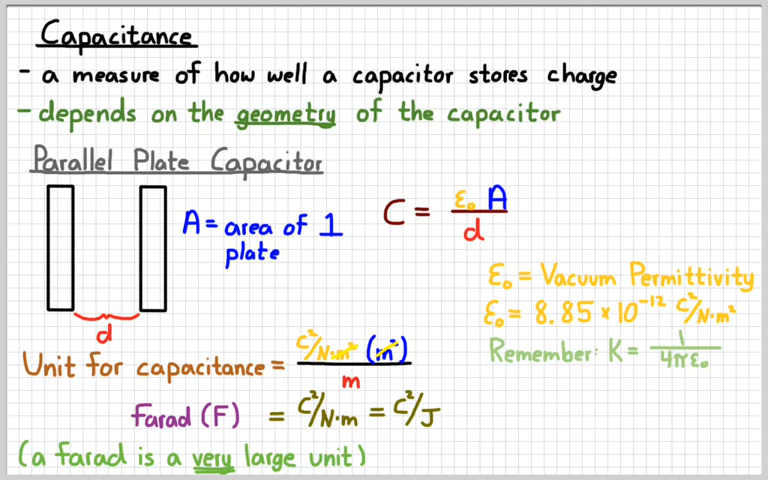 Capacitance
- a measure of how well a capacitor stores charge
- depends on the geometry of the capacitor
Parallel Plate Capacitor
A = area of 1
plate
C = ε₀ A / d
d
ε₀ = Vacuum Permittivity
ε₀ = 8.85 × 10⁻¹² C²/N·m²
Remember: K = 1 / 4πε₀
Unit for capacitance = C²/N·m² (m²) / m
Farad (F) = C²/N·m = C²/J
(a farad is a very large unit)